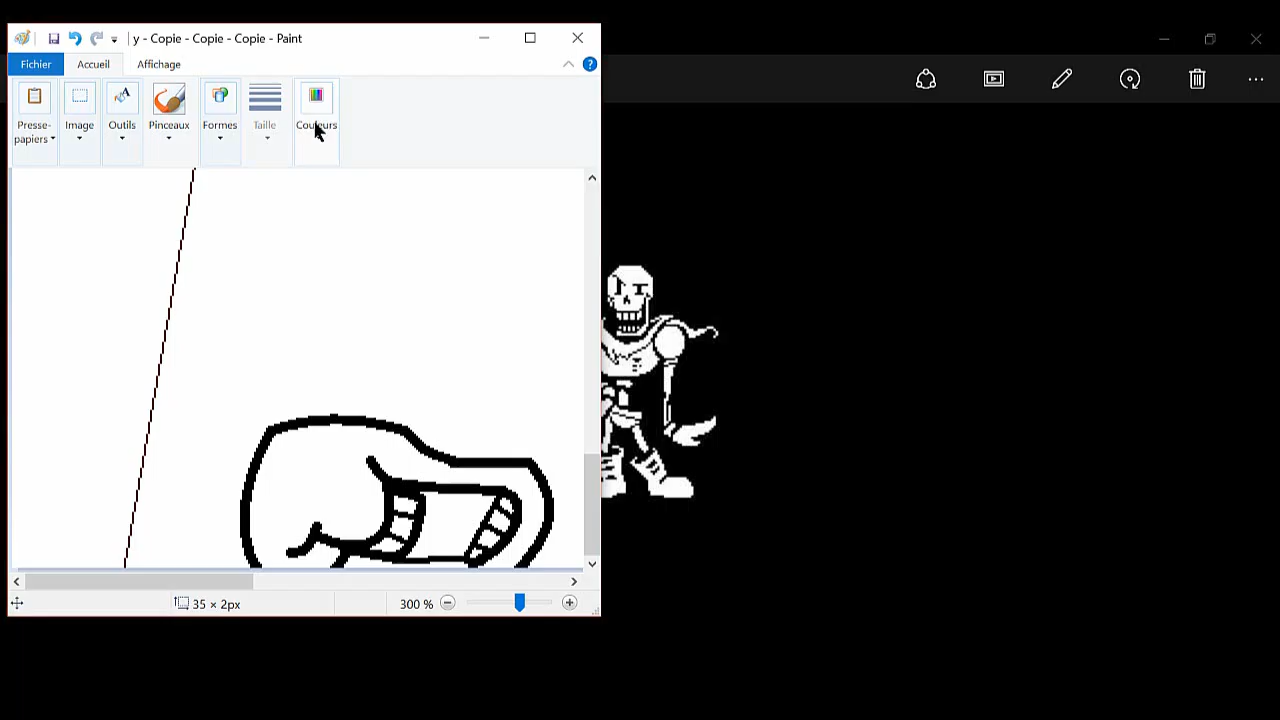 y - Copie - Copie - Copie - Paint
Fichier Accueil Affichage
Presse-papiers Image Outils Pinceaux Formes Taille Couleurs
35 × 2px 300 %